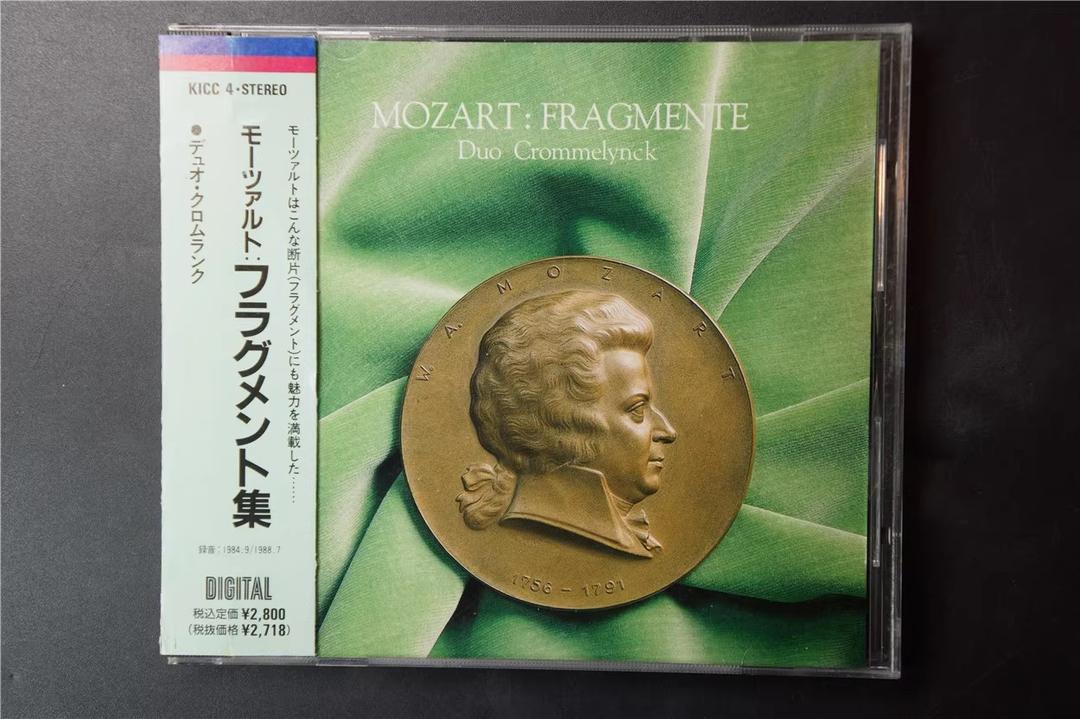 KICC 4・STEREO
モーツァルトはこんな断片(フラグメント)にも魅力を満載した……
モーツァルト:フラグメント集
●デュオ・クロムランク
録音:1984.9/1988.7
DIGITAL
税込定価¥2,800
(税抜価格¥2,718)
MOZART : FRAGMENTE
Duo Crommelynck
W. A. MOZART
1756 – 1791